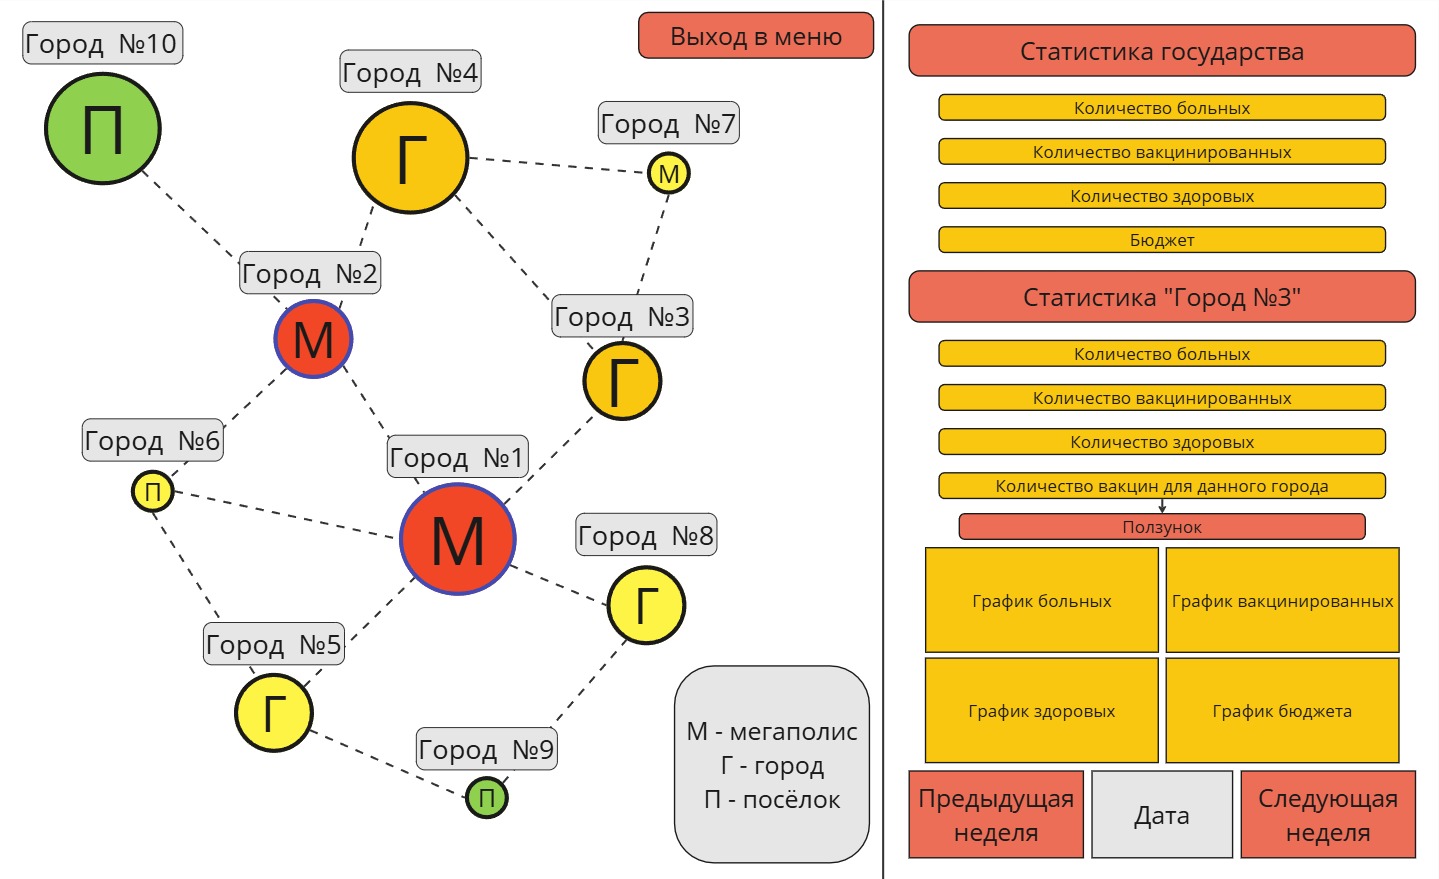 Город №10
П
Город №4
Г
Выход в меню
Город №7
М
Город №2
М
Город №3
Г
Город №6
П
Город №1
М
Город №8
Г
Город №5
Г
Город №9
П
М - мегаполис
Г - город
П - посёлок
Статистика государства
Количество больных
Количество вакцинированных
Количество здоровых
Бюджет
Статистика "Город №3"
Количество больных
Количество вакцинированных
Количество здоровых
Количество вакцин для данного города
Ползунок
График больных
График вакцинированных
График здоровых
График бюджета
Предыдущая
неделя
Дата
Следующая
неделя